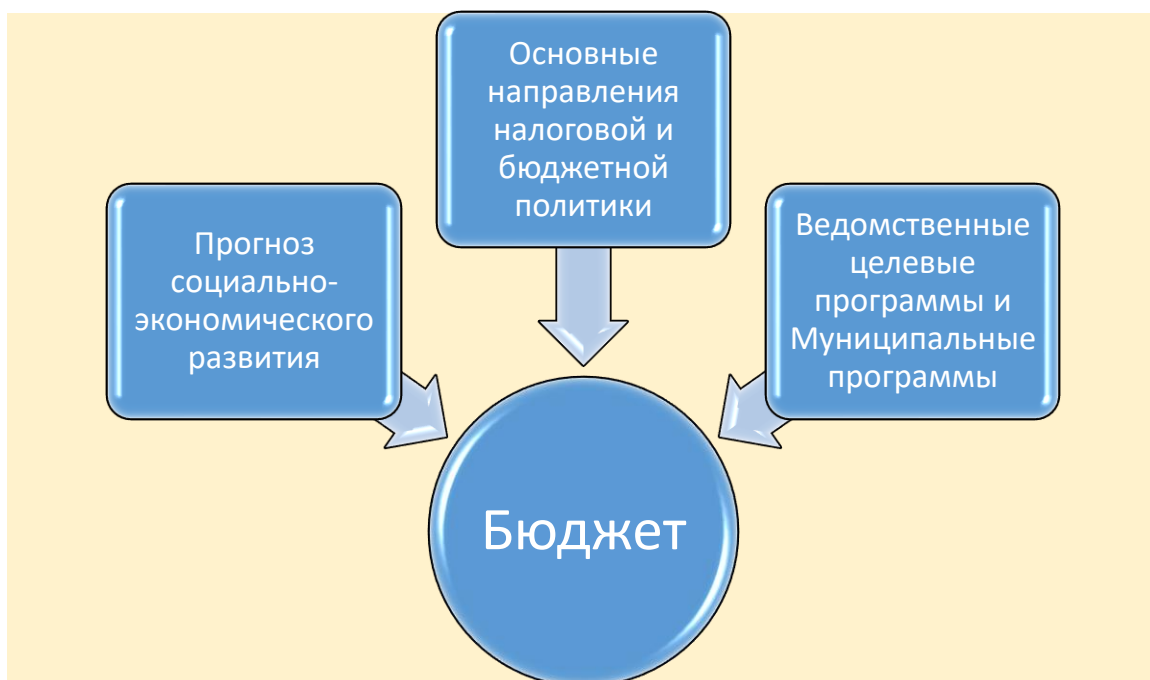 Основные
направления
налоговой и
бюджетной
политики
Прогноз
социально-
экономического
развития
Ведомственные
целевые
программы и
Муниципальные
программы
Бюджет